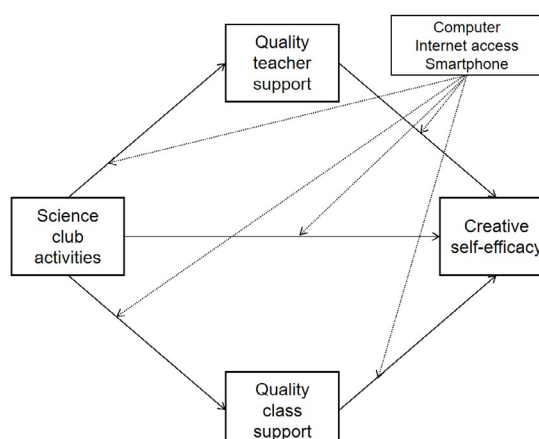 Quality
teacher
support
Computer
Internet access
Smartphone
Science
club
activities
Creative
self-efficacy
Quality
class
support